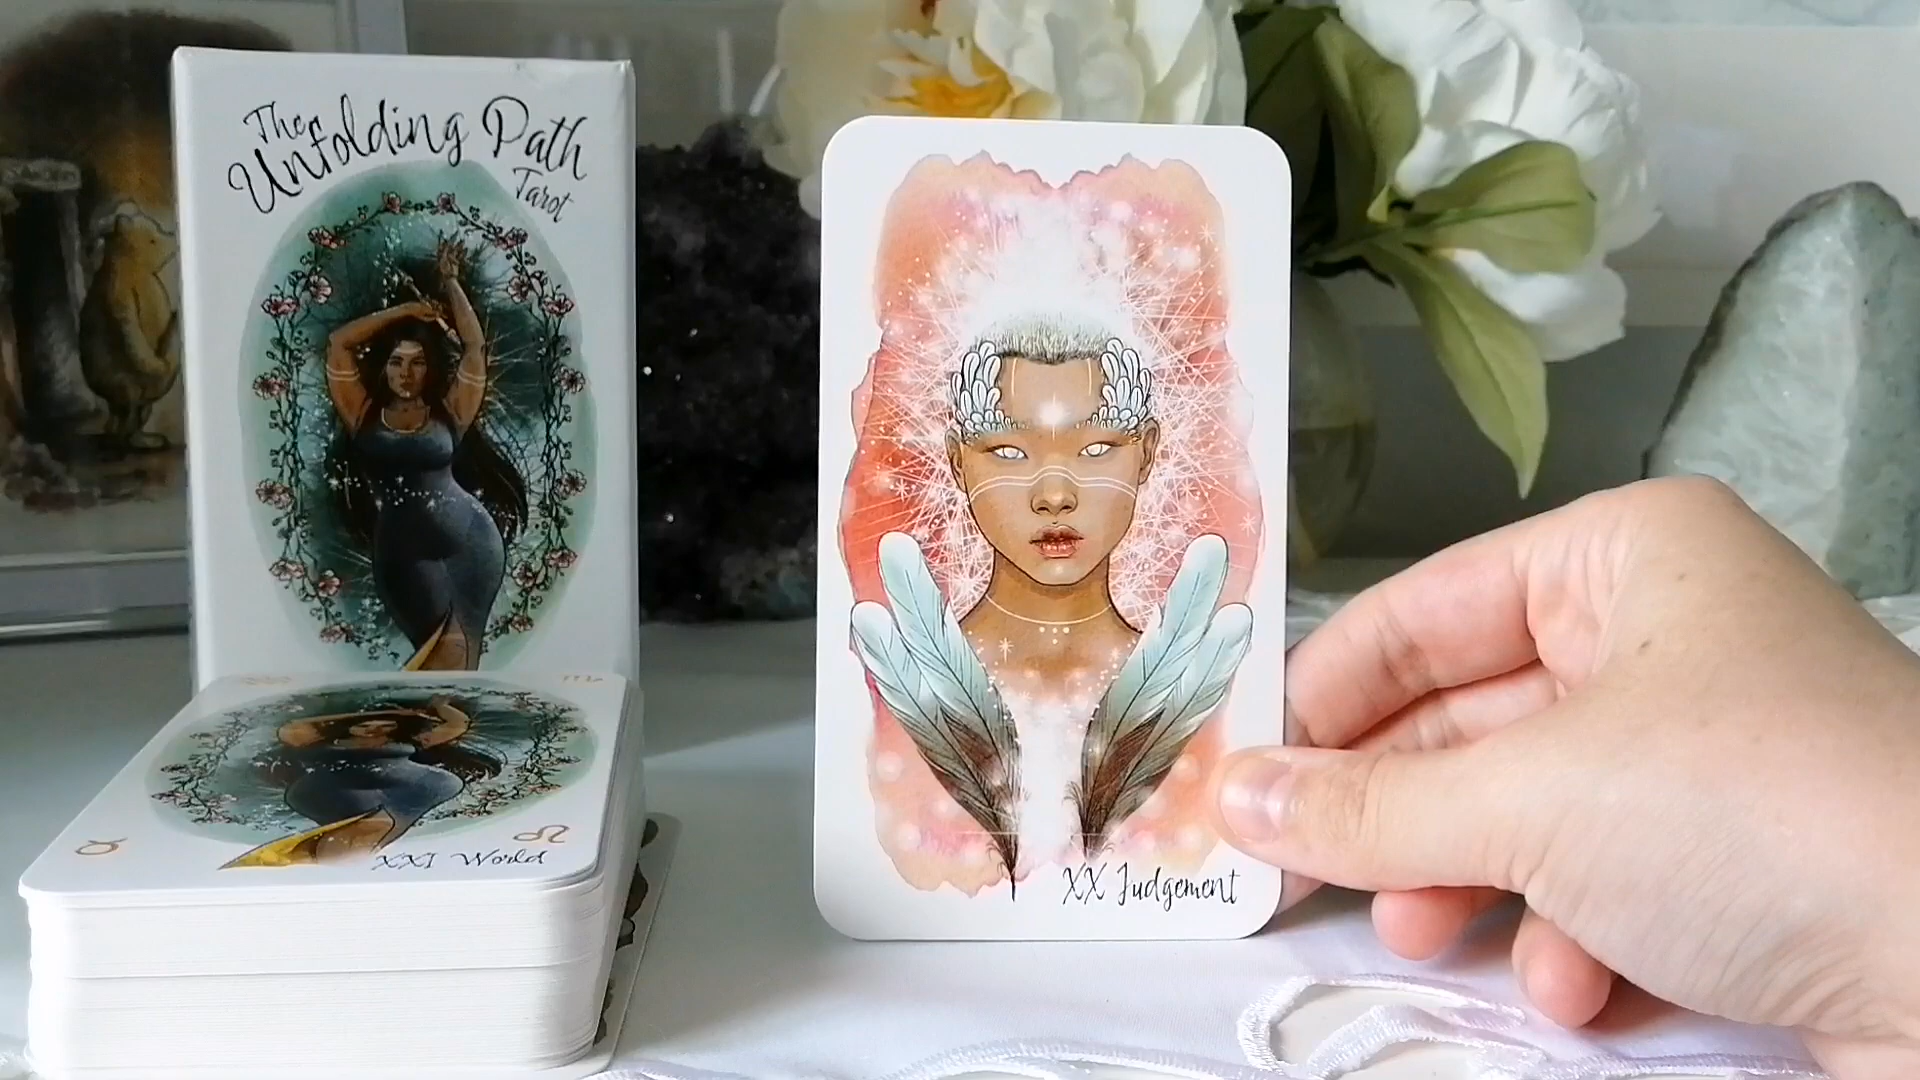 The
Unfolding Path
Tarot
XXI World
XX Judgement